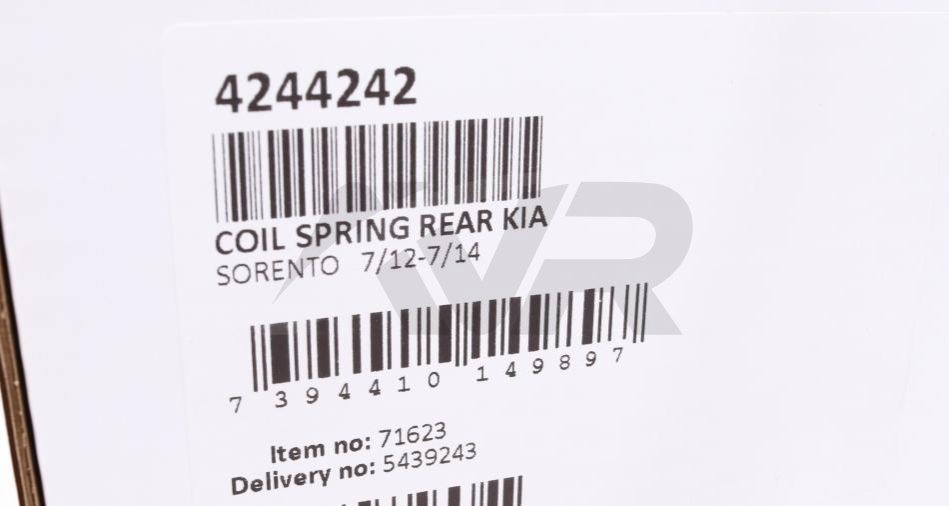 4244242
COIL SPRING REAR KIA
SORENTO 7/12-7/14
7 394410 149897
Item no: 71623
Delivery no: 5439243